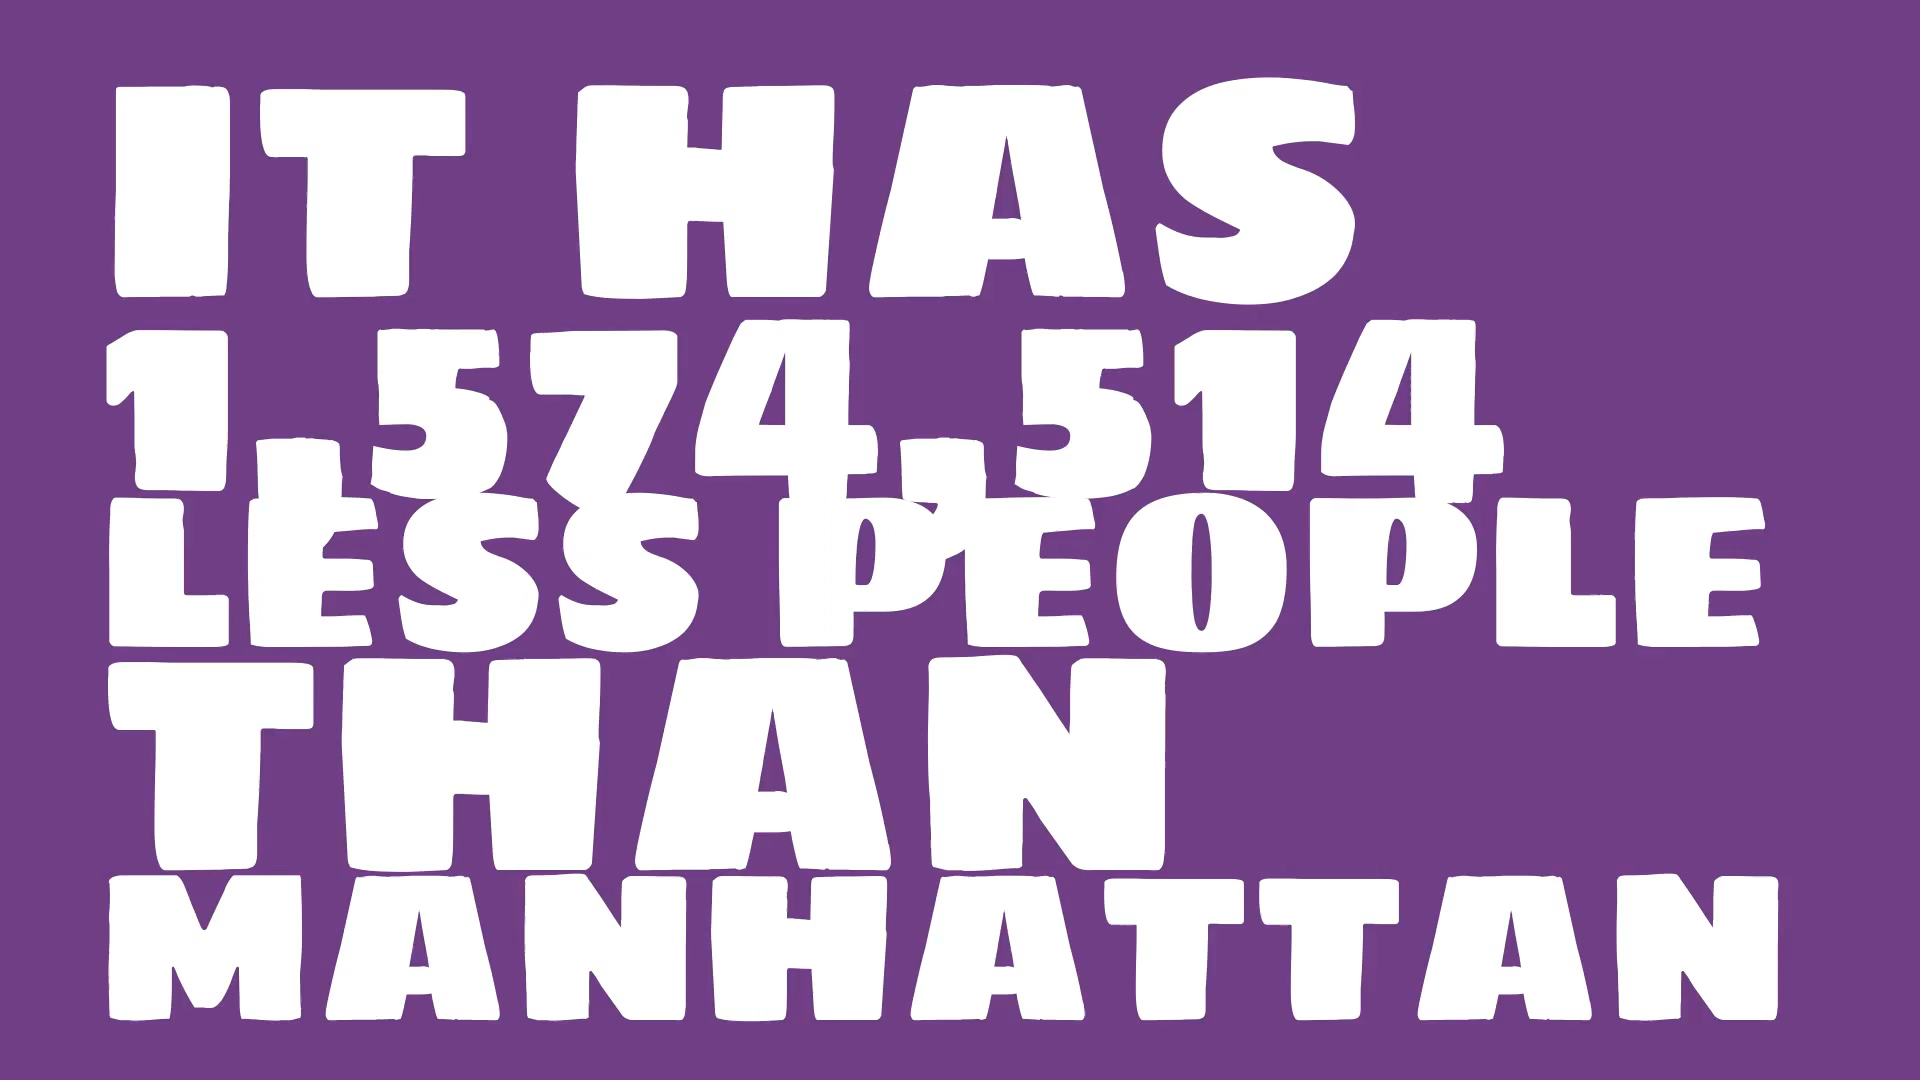 IT HAS
1,574,514
LESS PEOPLE
THAN
MANHATTAN